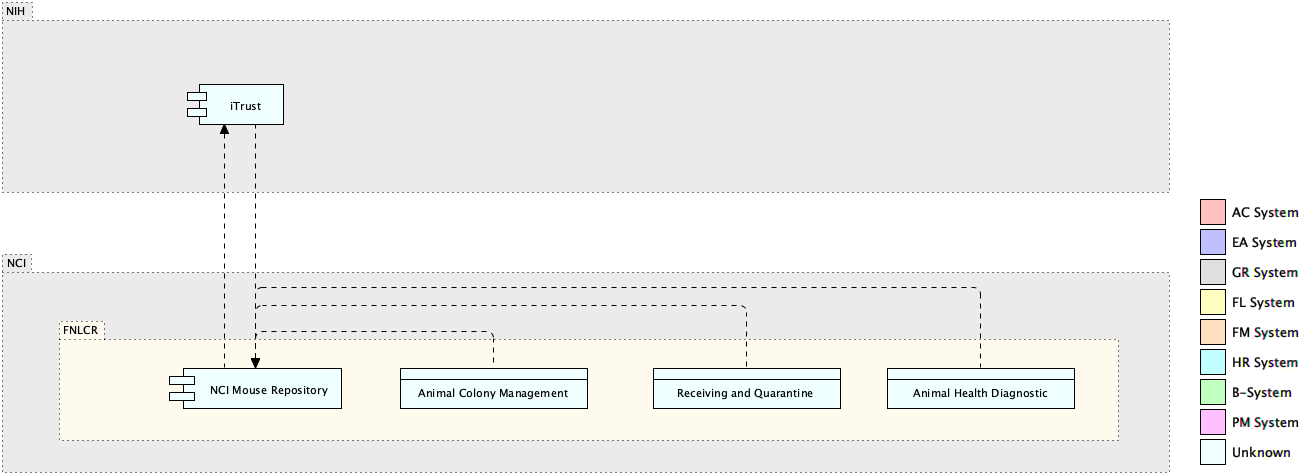 NIH
iTrust
NCI
FNLCR
NCI Mouse Repository
Animal Colony Management
Receiving and Quarantine
Animal Health Diagnostic
AC System
EA System
GR System
FL System
FM System
HR System
B-System
PM System
Unknown